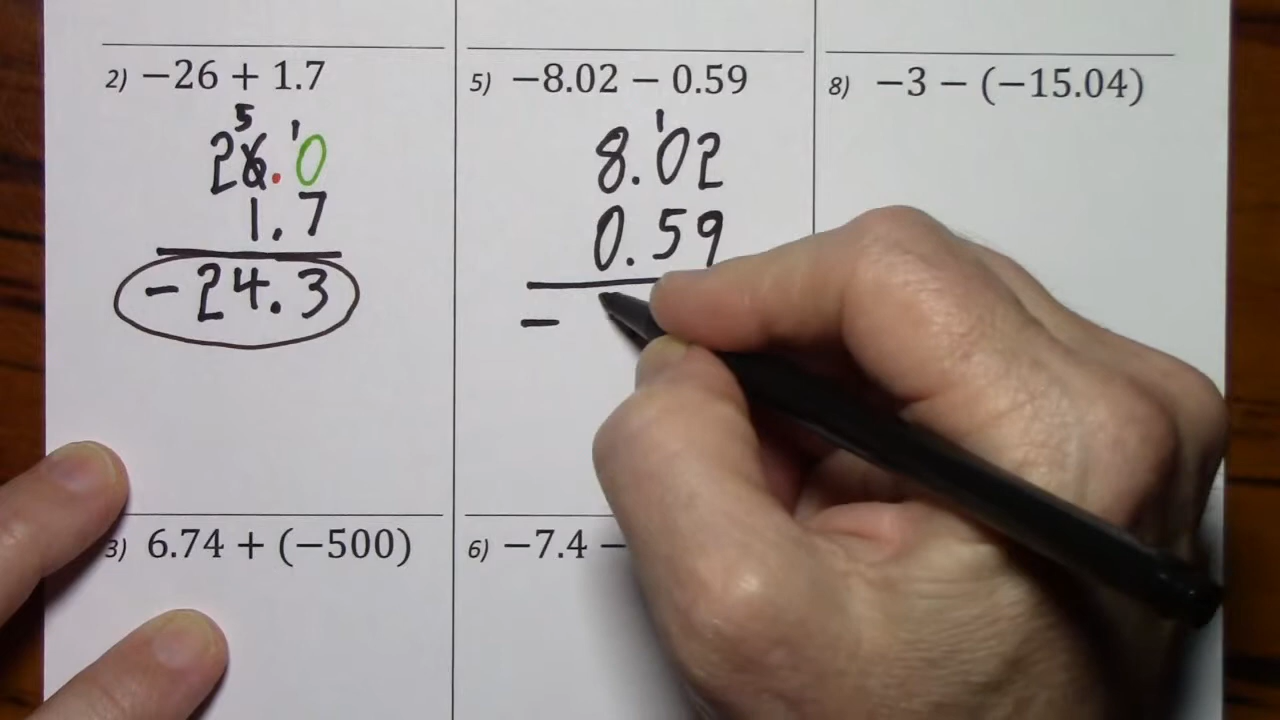 2) −26 + 1.7
5 1
26.0
1.7
−24.3
5) −8.02 − 0.59
1
8.02
0.59
−
8) −3 − (−15.04)
3) 6.74 + (−500)
6) −7.4 −